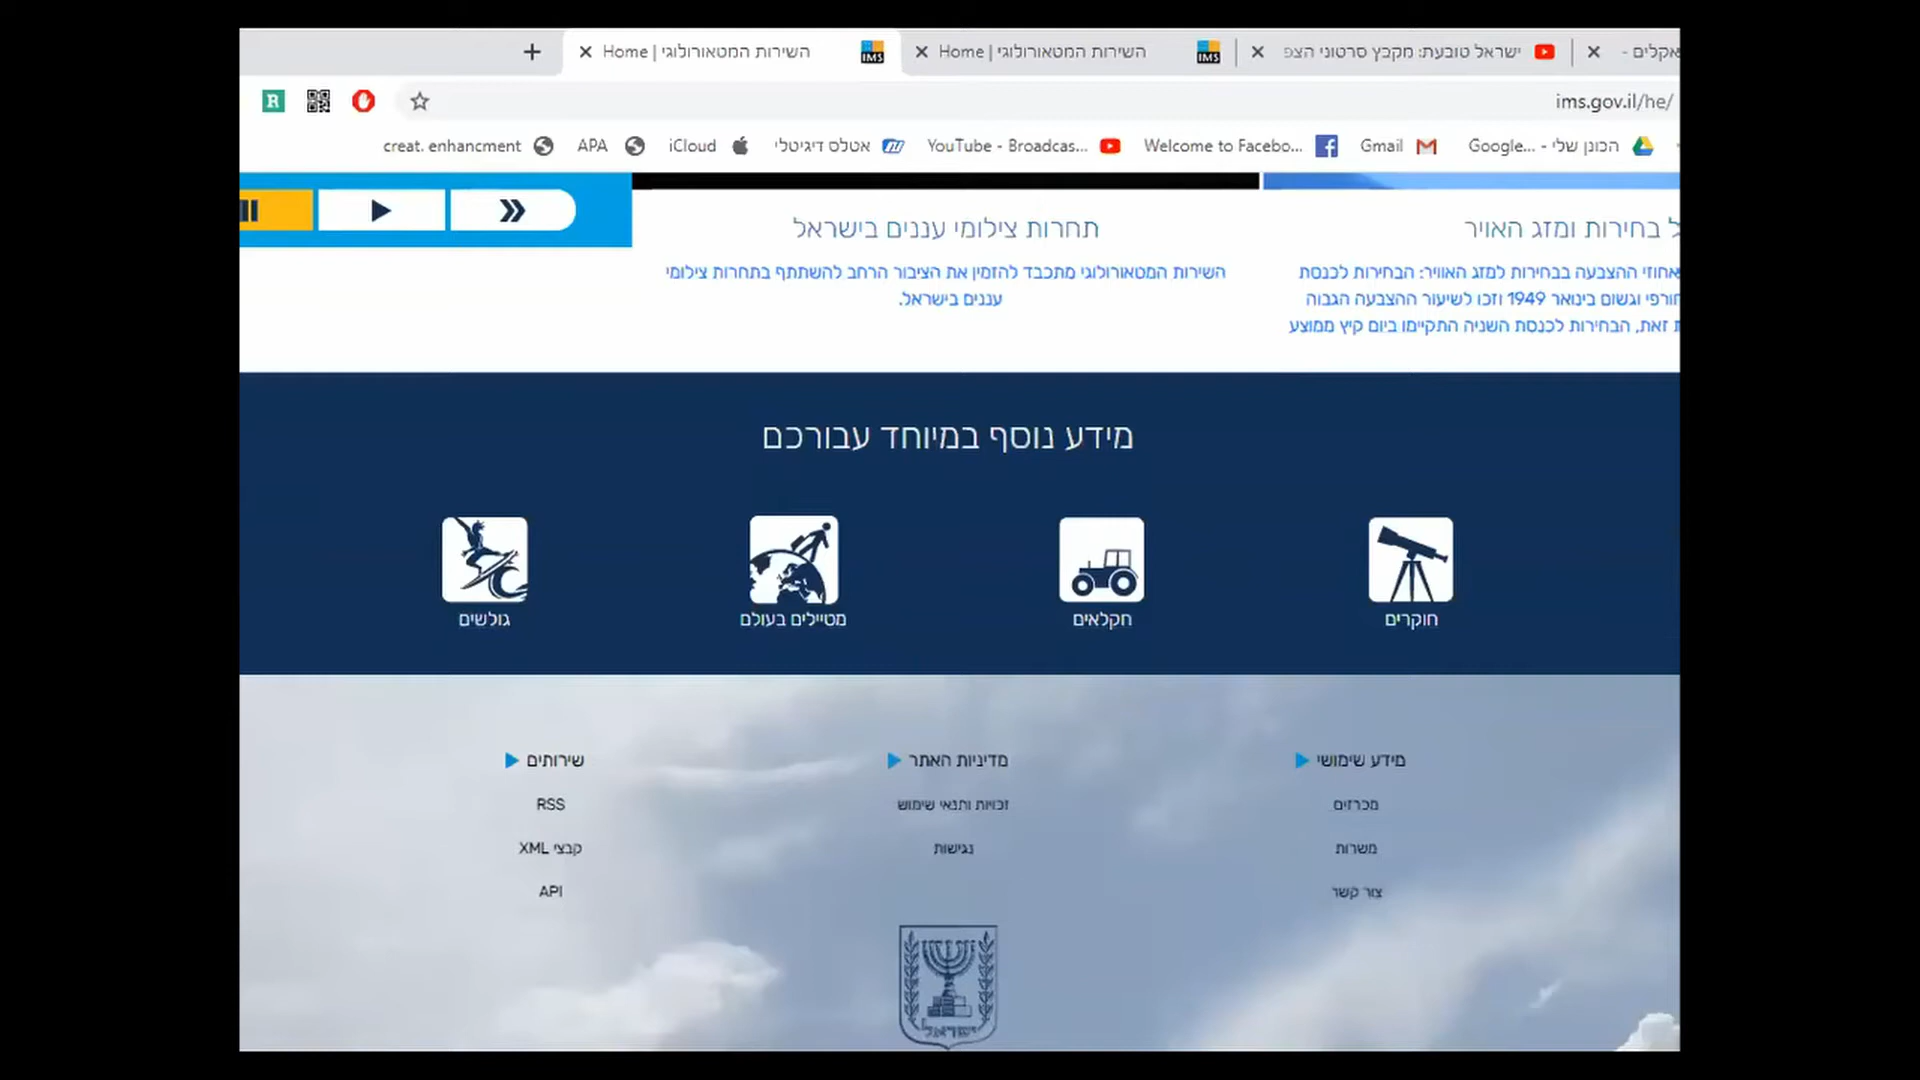 אקלים -
ישראל טובעת: מקבץ סרטוני הצפ
השירות המטאורולוגי | Home
השירות המטאורולוגי | Home
ims.gov.il/he/
הכונן שלי - Google...
Gmail
Welcome to Facebo...
YouTube - Broadcas...
אטלס דיגיטלי
iCloud
APA
creat. enhancment
ל בחירות ומזג האויר
אחוזי ההצבעה בבחירות למזג האוויר: הבחירות לכנסת
חורפי וגשום בינואר 1949 וזכו לשיעור ההצבעה הגבוה
ת זאת, הבחירות לכנסת השניה התקיימו ביום קיץ ממוצע
תחרות צילומי עננים בישראל
השירות המטאורולוגי מתכבד להזמין את הציבור הרחב להשתתף בתחרות צילומי
עננים בישראל.
מידע נוסף במיוחד עבורכם
חוקרים
חקלאים
מטיילים בעולם
גולשים
מידע שימושי
מכרזים
משרות
צור קשר
מדיניות האתר
זכויות ותנאי שימוש
נגישות
שירותים
RSS
קבצי XML
API
ישראל